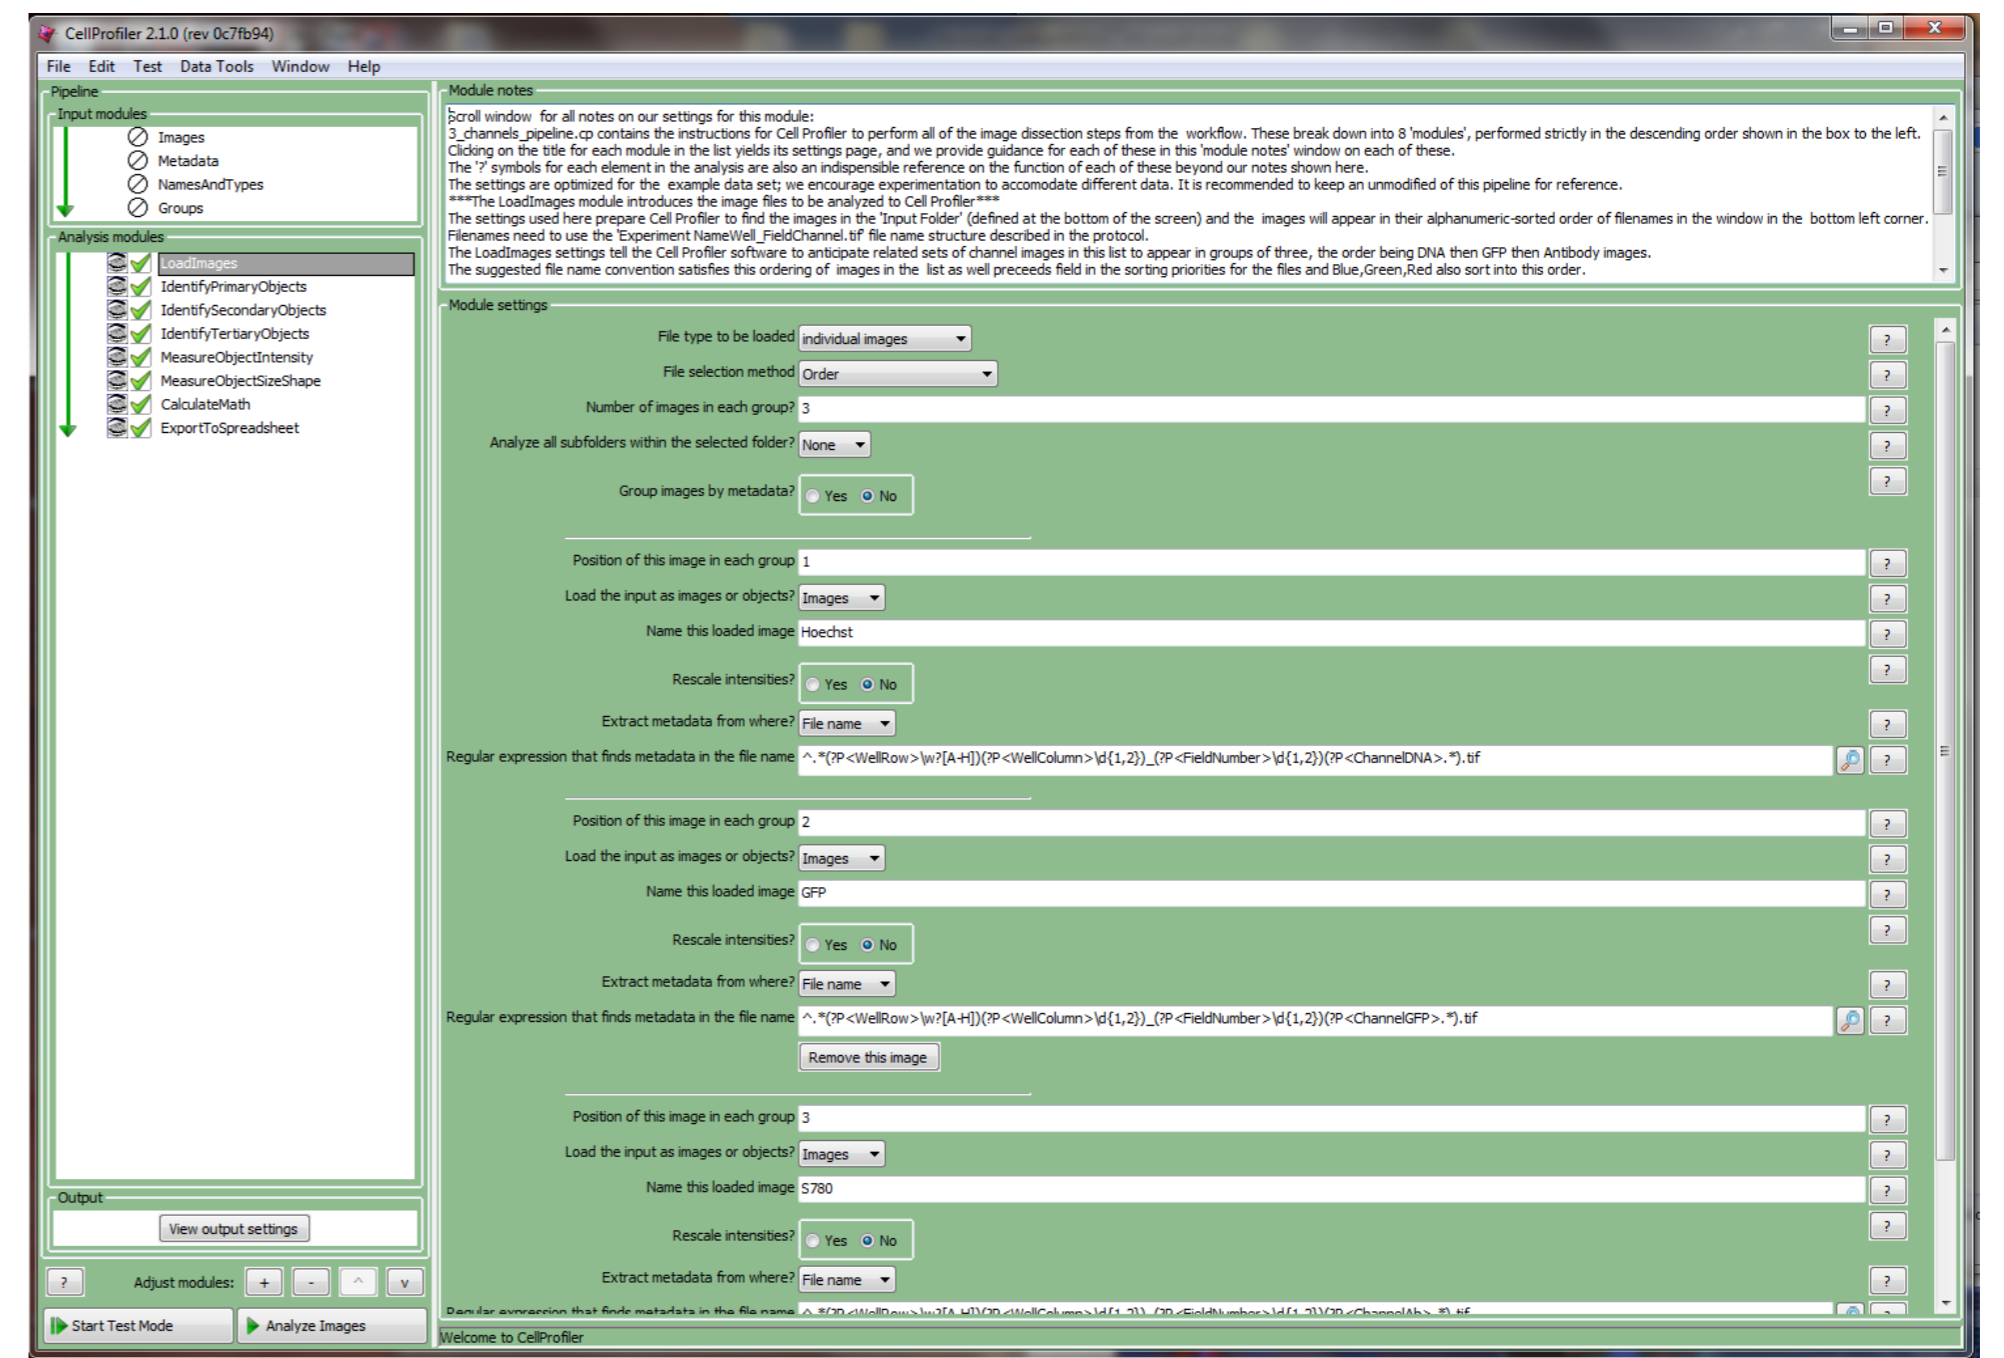 CellProfiler 2.1.0 (rev 0c7fb94)
File Edit Test Data Tools Window Help
Pipeline
Input modules
Images
Metadata
NamesAndTypes
Groups
Analysis modules
LoadImages
IdentifyPrimaryObjects
IdentifySecondaryObjects
IdentifyTertiaryObjects
MeasureObjectIntensity
MeasureObjectSizeShape
CalculateMath
ExportToSpreadsheet
Output
View output settings
? Adjust modules: + - ^ v
Start Test Mode Analyze Images
Module notes
Scroll window for all notes on our settings for this module:
3_channels_pipeline.cp contains the instructions for Cell Profiler to perform all of the image dissection steps from the workflow. These break down into 8 'modules', performed strictly in the descending order shown in the box to the left.
Clicking on the title for each module in the list yields its settings page, and we provide guidance for each of these in this 'module notes' window on each of these.
The '?' symbols for each element in the analysis are also an indispensible reference on the function of each of these beyond our notes shown here.
The settings are optimized for the example data set; we encourage experimentation to accomodate different data. It is recommended to keep an unmodified of this pipeline for reference.
***The LoadImages module introduces the image files to be analyzed to Cell Profiler***
The settings used here prepare Cell Profiler to find the images in the 'Input Folder' (defined at the bottom of the screen) and the images will appear in their alphanumeric-sorted order of filenames in the window in the bottom left corner.
Filenames need to use the 'Experiment NameWell_FieldChannel.tif' file name structure described in the protocol.
The LoadImages settings tell the Cell Profiler software to anticipate related sets of channel images in this list to appear in groups of three, the order being DNA then GFP then Antibody images.
The suggested file name convention satisfies this ordering of images in the list as well preceeds field in the sorting priorities for the files and Blue,Green,Red also sort into this order.
Module settings
File type to be loaded individual images ?
File selection method Order ?
Number of images in each group? 3 ?
Analyze all subfolders within the selected folder? None ?
Group images by metadata? Yes No ?
Position of this image in each group 1 ?
Load the input as images or objects? Images ?
Name this loaded image Hoechst ?
Rescale intensities? Yes No ?
Extract metadata from where? File name ?
Regular expression that finds metadata in the file name ^.*(?P<WellRow>\w?[A-H])(?P<WellColumn>\d{1,2})_(?P<FieldNumber>\d{1,2})(?P<ChannelDNA>.*).tif ?
Position of this image in each group 2 ?
Load the input as images or objects? Images ?
Name this loaded image GFP ?
Rescale intensities? Yes No ?
Extract metadata from where? File name ?
Regular expression that finds metadata in the file name ^.*(?P<WellRow>\w?[A-H])(?P<WellColumn>\d{1,2})_(?P<FieldNumber>\d{1,2})(?P<ChannelGFP>.*).tif ?
Remove this image
Position of this image in each group 3 ?
Load the input as images or objects? Images ?
Name this loaded image S780 ?
Rescale intensities? Yes No ?
Extract metadata from where? File name ?
Regular expression that finds metadata in the file name ^.*(?P<WellRow>\w?[A-H])(?P<WellColumn>\d{1,2})_(?P<FieldNumber>\d{1,2})(?P<ChannelAb>.*).tif ?
Welcome to CellProfiler